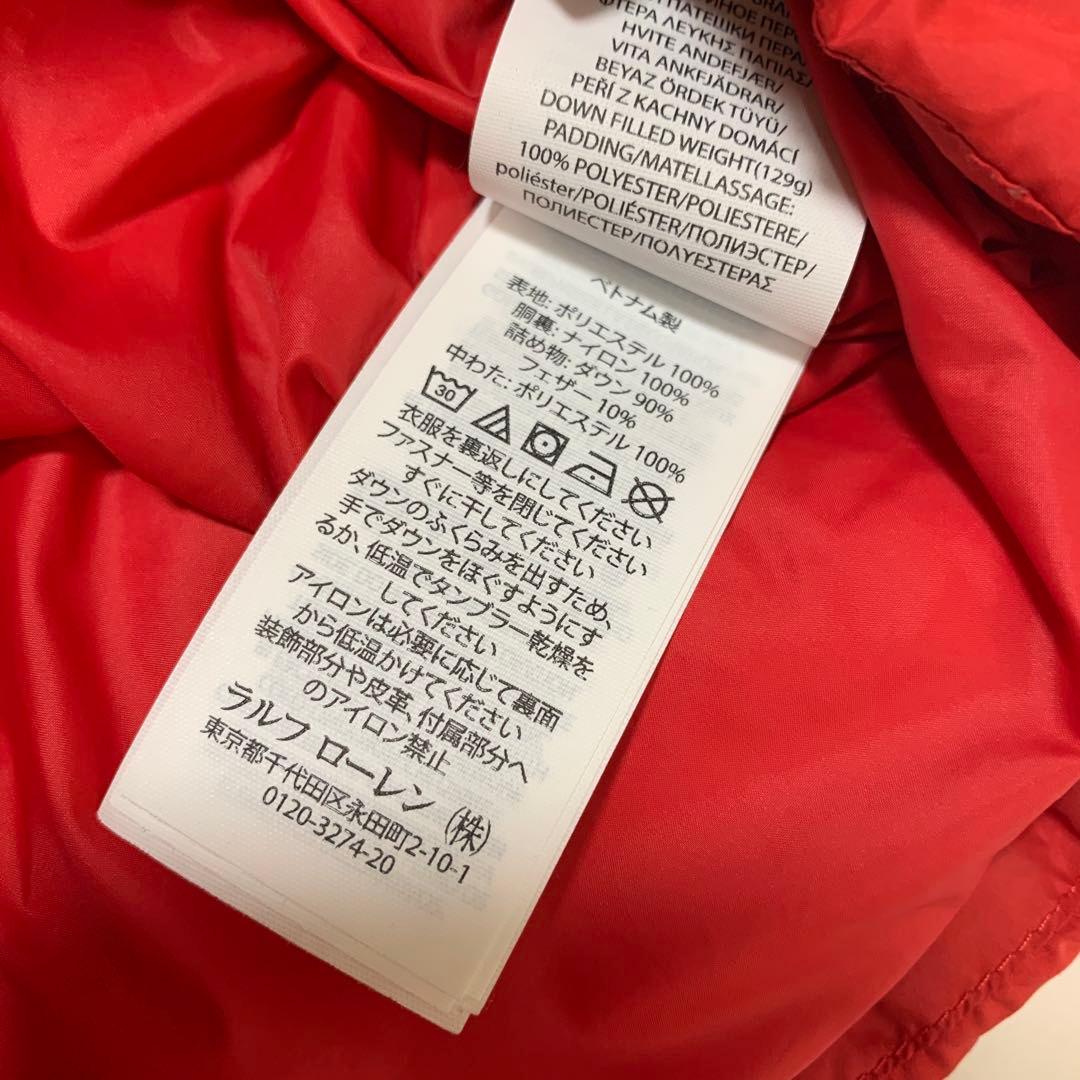 ΦΤΕΡΑ ΛΕΥΚΗΣ ΠΑΠΙΑΣ/
HVITE ANDEFJÆR/
VITA ANKFJÄDRAR/
BEYAZ ÖRDEK TÜYÜ/
PEŘÍ Z KACHNY DOMÁCÍ
DOWN FILLED WEIGHT(129g)
PADDING/MATELLASSAGE:
100% POLYESTER/POLIESTERE/
poliéster/POLIÉSTER/ПОЛИЭСТЕР/
ПОЛИЕСТЕР/ΠΟΛΥΕΣΤΕΡΑΣ
ベトナム製
表地: ポリエステル 100%
胴裏: ナイロン 100%
詰め物: ダウン 90%
フェザー 10%
中わた: ポリエステル 100%
30
衣服を裏返しにしてください
ファスナー等を閉じてください
すぐに干してください
ダウンのふくらみを出すため、
手でダウンをほぐすようにす
るか、低温でタンブラー乾燥を
してください
アイロンは必要に応じて裏面
から低温かけてください
装飾部分や皮革、付属部分へ
のアイロン禁止
ラルフ ローレン (株)
東京都千代田区永田町2-10-1
0120-3274-20